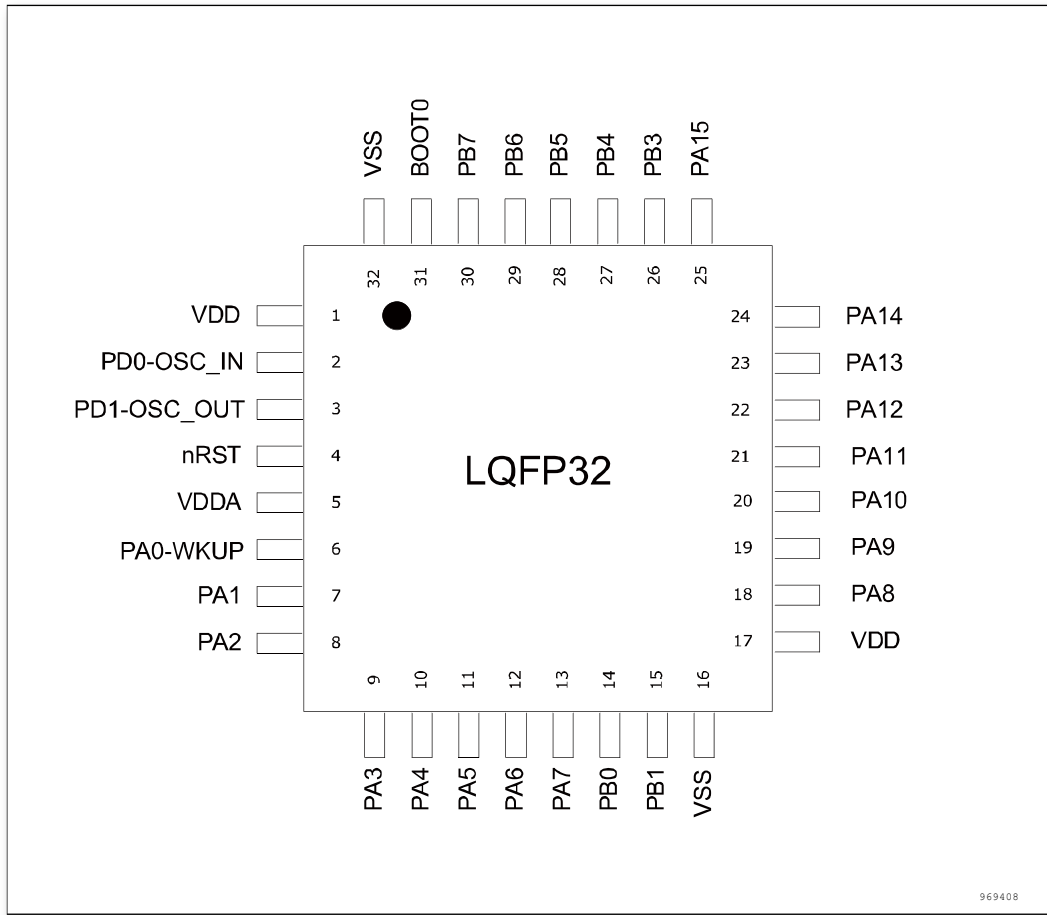 VSS
BOOT0
PB7
PB6
PB5
PB4
PB3
PA15
32
31
30
29
28
27
26
25
VDD 1 24 PA14
PD0-OSC_IN 2 23 PA13
PD1-OSC_OUT 3 22 PA12
nRST 4 21 PA11
LQFP32
VDDA 5 20 PA10
PA0-WKUP 6 19 PA9
PA1 7 18 PA8
PA2 8 17 VDD
9
10
11
12
13
14
15
16
PA3
PA4
PA5
PA6
PA7
PB0
PB1
VSS
969408